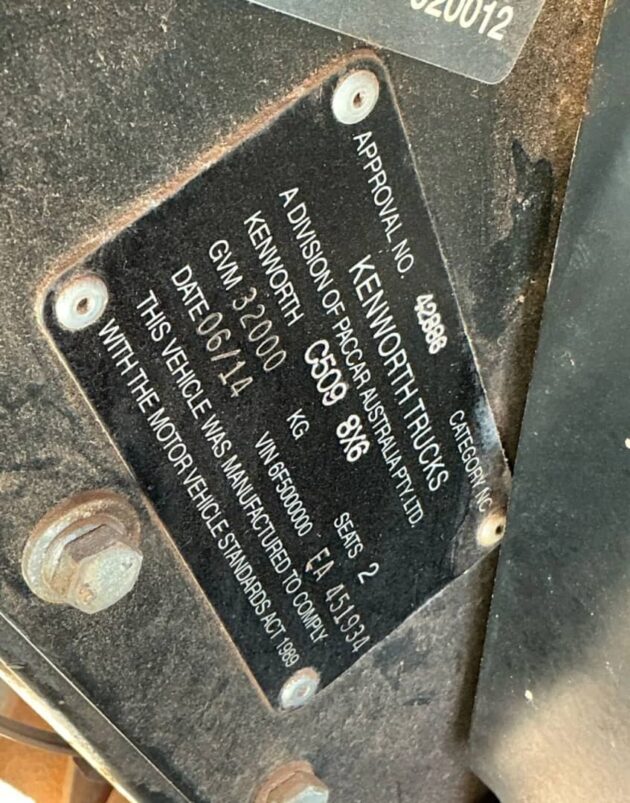 020012
APPROVAL NO. 42886 CATEGORY NC
KENWORTH TRUCKS
A DIVISION OF PACCAR AUSTRALIA PTY. LTD.
KENWORTH C509 8X6 SEATS 2
GVM 32000 KG VIN 6F5000000 EA 451934
DATE 06/14
THIS VEHICLE WAS MANUFACTURED TO COMPLY
WITH THE MOTOR VEHICLE STANDARDS ACT 1989